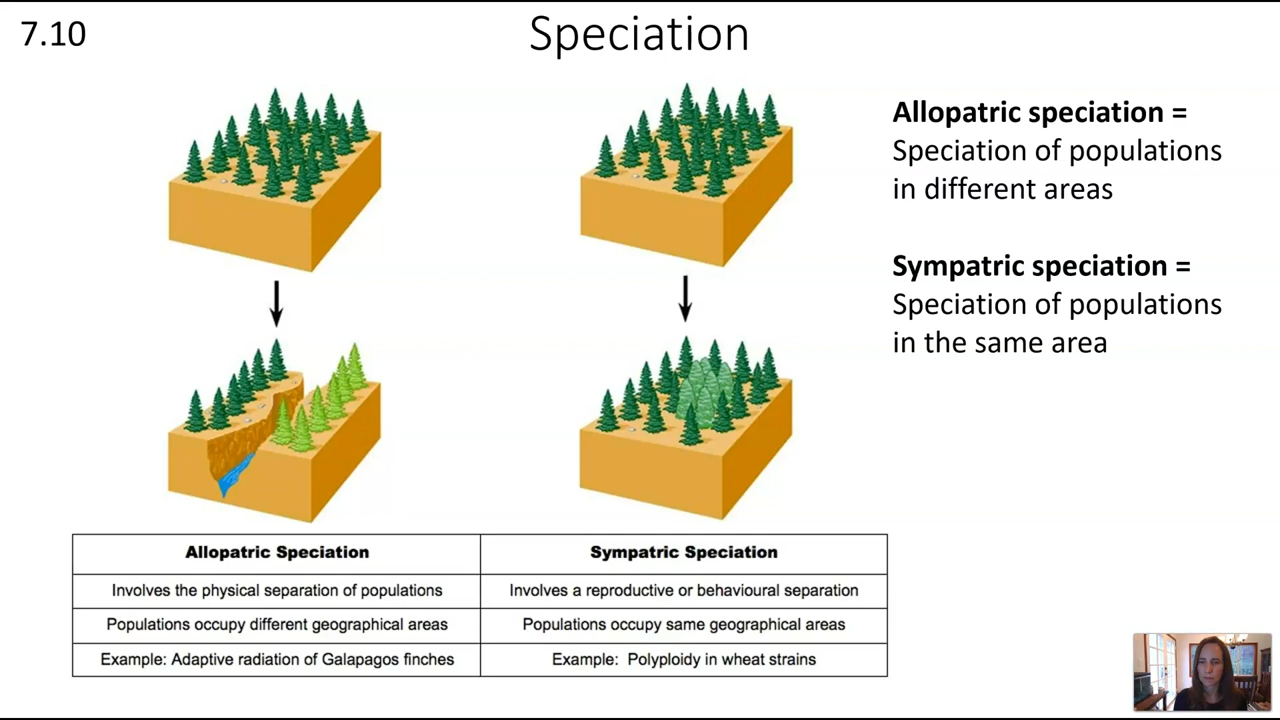 7.10
Speciation
Allopatric speciation =
Speciation of populations
in different areas
Sympatric speciation =
Speciation of populations
in the same area
Allopatric Speciation
Sympatric Speciation
Involves the physical separation of populations
Involves a reproductive or behavioural separation
Populations occupy different geographical areas
Populations occupy same geographical areas
Example: Adaptive radiation of Galapagos finches
Example: Polyploidy in wheat strains